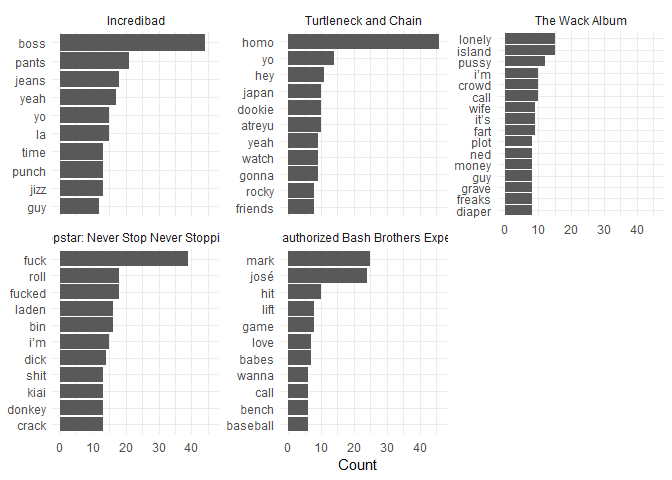 Incredibad
boss
pants
jeans
yeah
yo
la
time
punch
jizz
guy
Turtleneck and Chain
homo
yo
hey
japan
dookie
atreyu
yeah
watch
gonna
rocky
friends
The Wack Album
lonely
island
pussy
i'm
crowd
call
wife
it's
fart
plot
ned
money
guy
grave
freaks
diaper
0 10 20 30 40
pstar: Never Stop Never Stoppi
fuck
roll
fucked
laden
bin
i'm
dick
shit
kiai
donkey
crack
0 10 20 30 40
authorized Bash Brothers Expe
mark
josé
hit
lift
game
love
babes
wanna
call
bench
baseball
0 10 20 30 40
Count